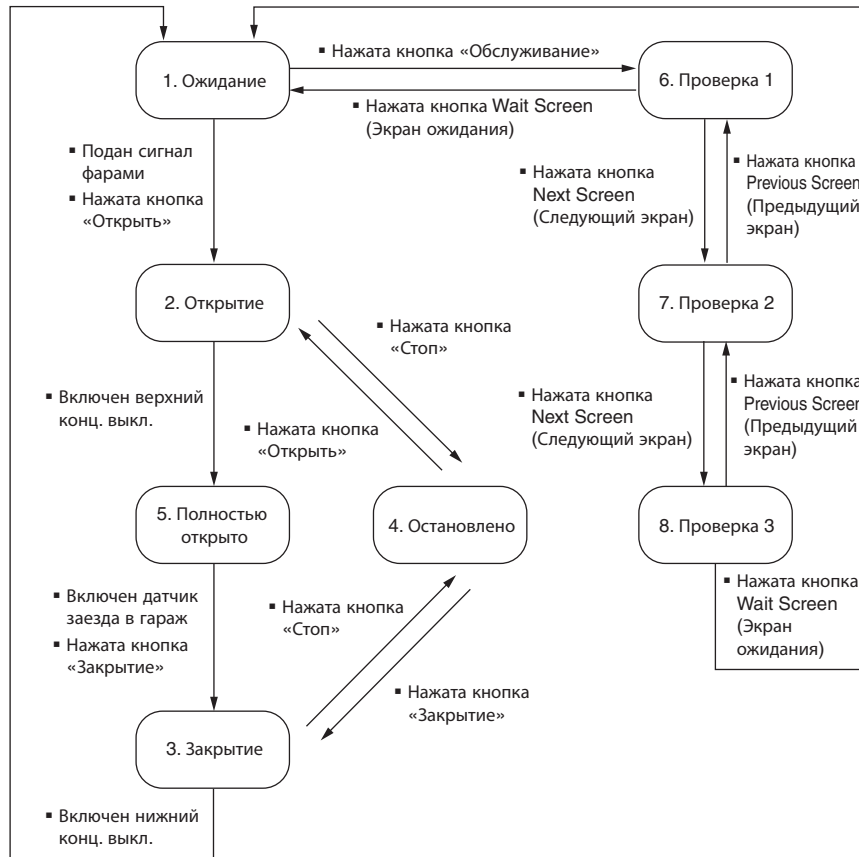 ▪ Нажата кнопка «Обслуживание»
1. Ожидание
6. Проверка 1
▪ Нажата кнопка Wait Screen
(Экран ожидания)
▪ Подан сигнал
фарами
▪ Нажата кнопка
«Открыть»
▪ Нажата кнопка
Next Screen
(Следующий экран)
▪ Нажата кнопка
Previous Screen
(Предыдущий
экран)
2. Открытие
7. Проверка 2
▪ Нажата кнопка
«Стоп»
▪ Включен верхний
конц. выкл.
▪ Нажата кнопка
«Открыть»
▪ Нажата кнопка
Next Screen
(Следующий экран)
▪ Нажата кнопка
Previous Screen
(Предыдущий
экран)
5. Полностью
открыто
4. Остановлено
8. Проверка 3
▪ Включен датчик
заезда в гараж
▪ Нажата кнопка
«Закрытие»
▪ Нажата кнопка
«Стоп»
▪ Нажата кнопка
Wait Screen
(Экран
ожидания)
▪ Нажата кнопка
«Закрытие»
3. Закрытие
▪ Включен нижний
конц. выкл.